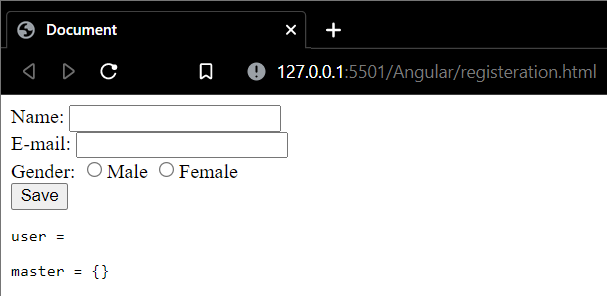 Document
127.0.0.1:5501/Angular/registeration.html
Name:
E-mail:
Gender: Male Female
Save
user =
master = {}